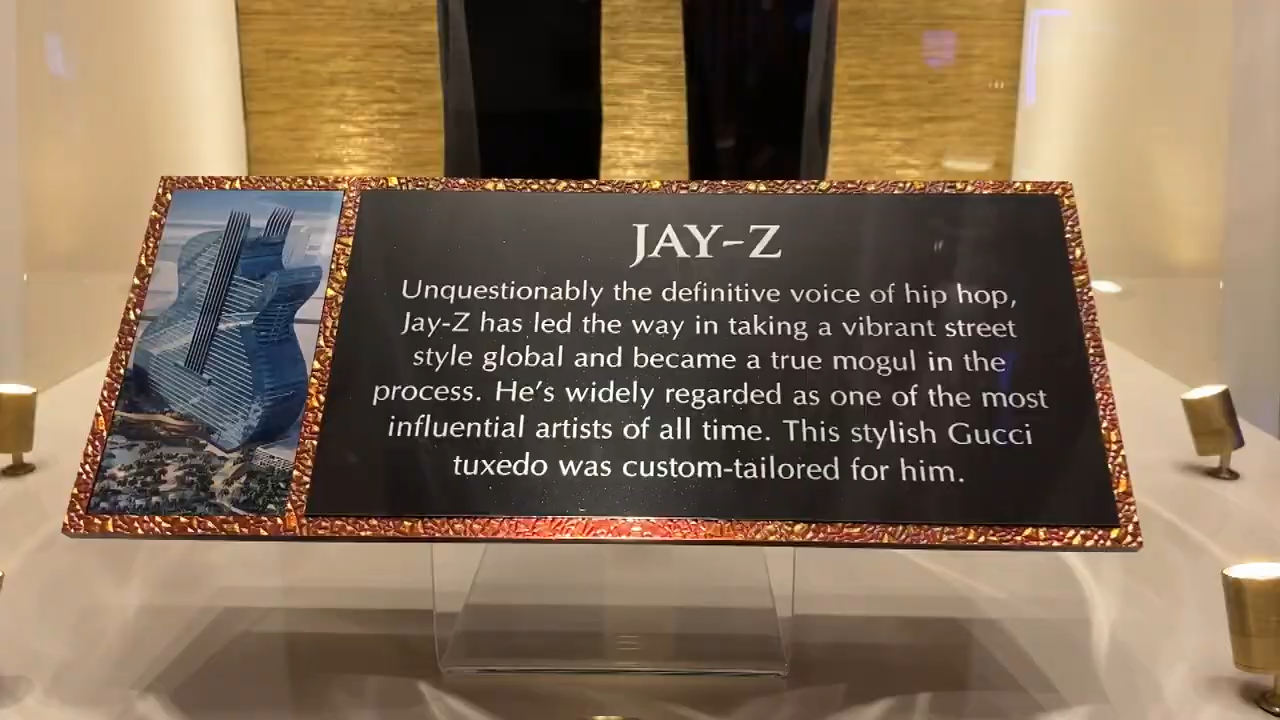 JAY-Z
Unquestionably the definitive voice of hip hop,
Jay-Z has led the way in taking a vibrant street
style global and became a true mogul in the
process. He's widely regarded as one of the most
influential artists of all time. This stylish Gucci
tuxedo was custom-tailored for him.